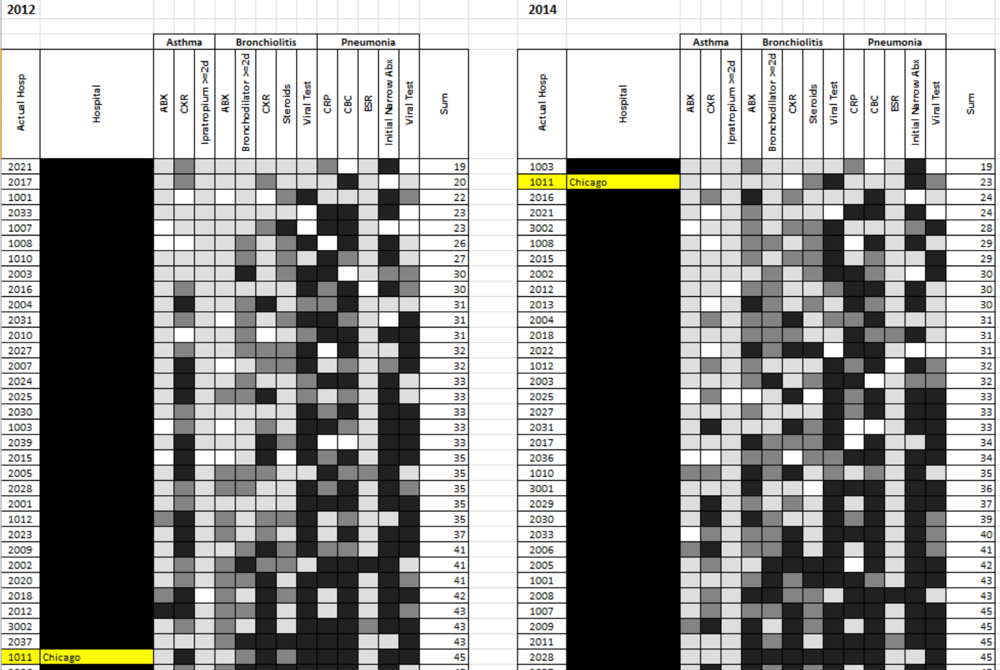 2012 2014
Asthma Bronchiolitis Pneumonia Asthma Bronchiolitis Pneumonia
Actual Hosp Hospital ABX CXR Ipratropium >=2d ABX Bronchodilator >=2d CXR Steroids Viral Test CRP CBC ESR Initial Narrow Abx Viral Test Sum Actual Hosp Hospital ABX CXR Ipratropium >=2d ABX Bronchodilator >=2d CXR Steroids Viral Test CRP CBC ESR Initial Narrow Abx Viral Test Sum
2021 19 1003 19
2017 20 1011 Chicago 23
1001 22 2016 24
2033 23 2021 24
1007 23 3002 28
1008 26 1008 29
1010 27 2015 29
2003 30 2002 30
2016 30 2012 30
2004 31 2013 30
2031 31 2004 31
2010 31 2018 31
2027 32 2022 31
2007 32 1012 32
2024 33 2003 32
2025 33 2025 33
2030 33 2027 33
1003 33 2031 33
2039 33 2017 34
2015 35 2036 34
2005 35 1010 35
2028 35 3001 36
2001 35 2029 37
1012 35 2030 39
2023 37 2033 40
2009 41 2006 41
2002 41 2005 42
2020 41 1001 43
2018 42 2008 43
2012 43 1007 45
3002 43 2009 45
2037 43 2011 45
1011 Chicago 45 2028 45